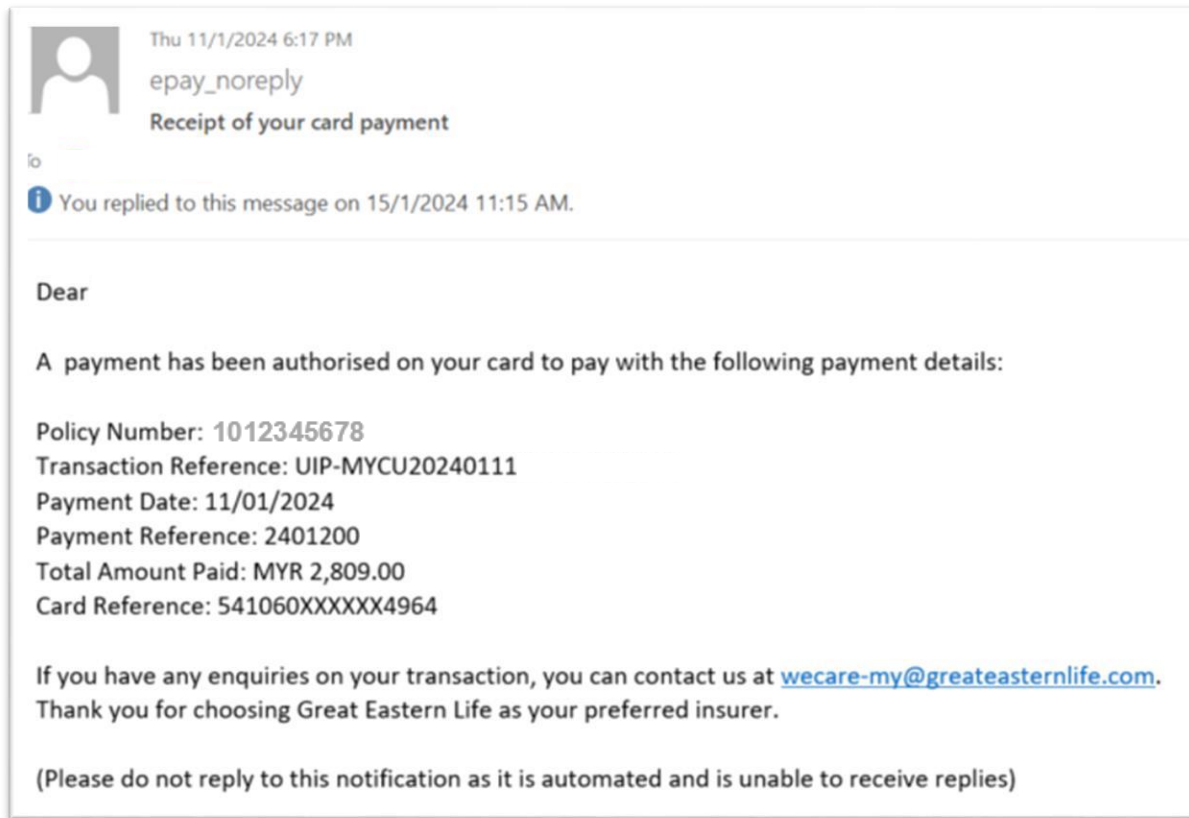 Thu 11/1/2024 6:17 PM
epay_noreply
Receipt of your card payment
To
You replied to this message on 15/1/2024 11:15 AM.
Dear
A payment has been authorised on your card to pay with the following payment details:
Policy Number: 1012345678
Transaction Reference: UIP-MYCU20240111
Payment Date: 11/01/2024
Payment Reference: 2401200
Total Amount Paid: MYR 2,809.00
Card Reference: 541060XXXXXX4964
If you have any enquiries on your transaction, you can contact us at wecare-my@greateasternlife.com.
Thank you for choosing Great Eastern Life as your preferred insurer.
(Please do not reply to this notification as it is automated and is unable to receive replies)